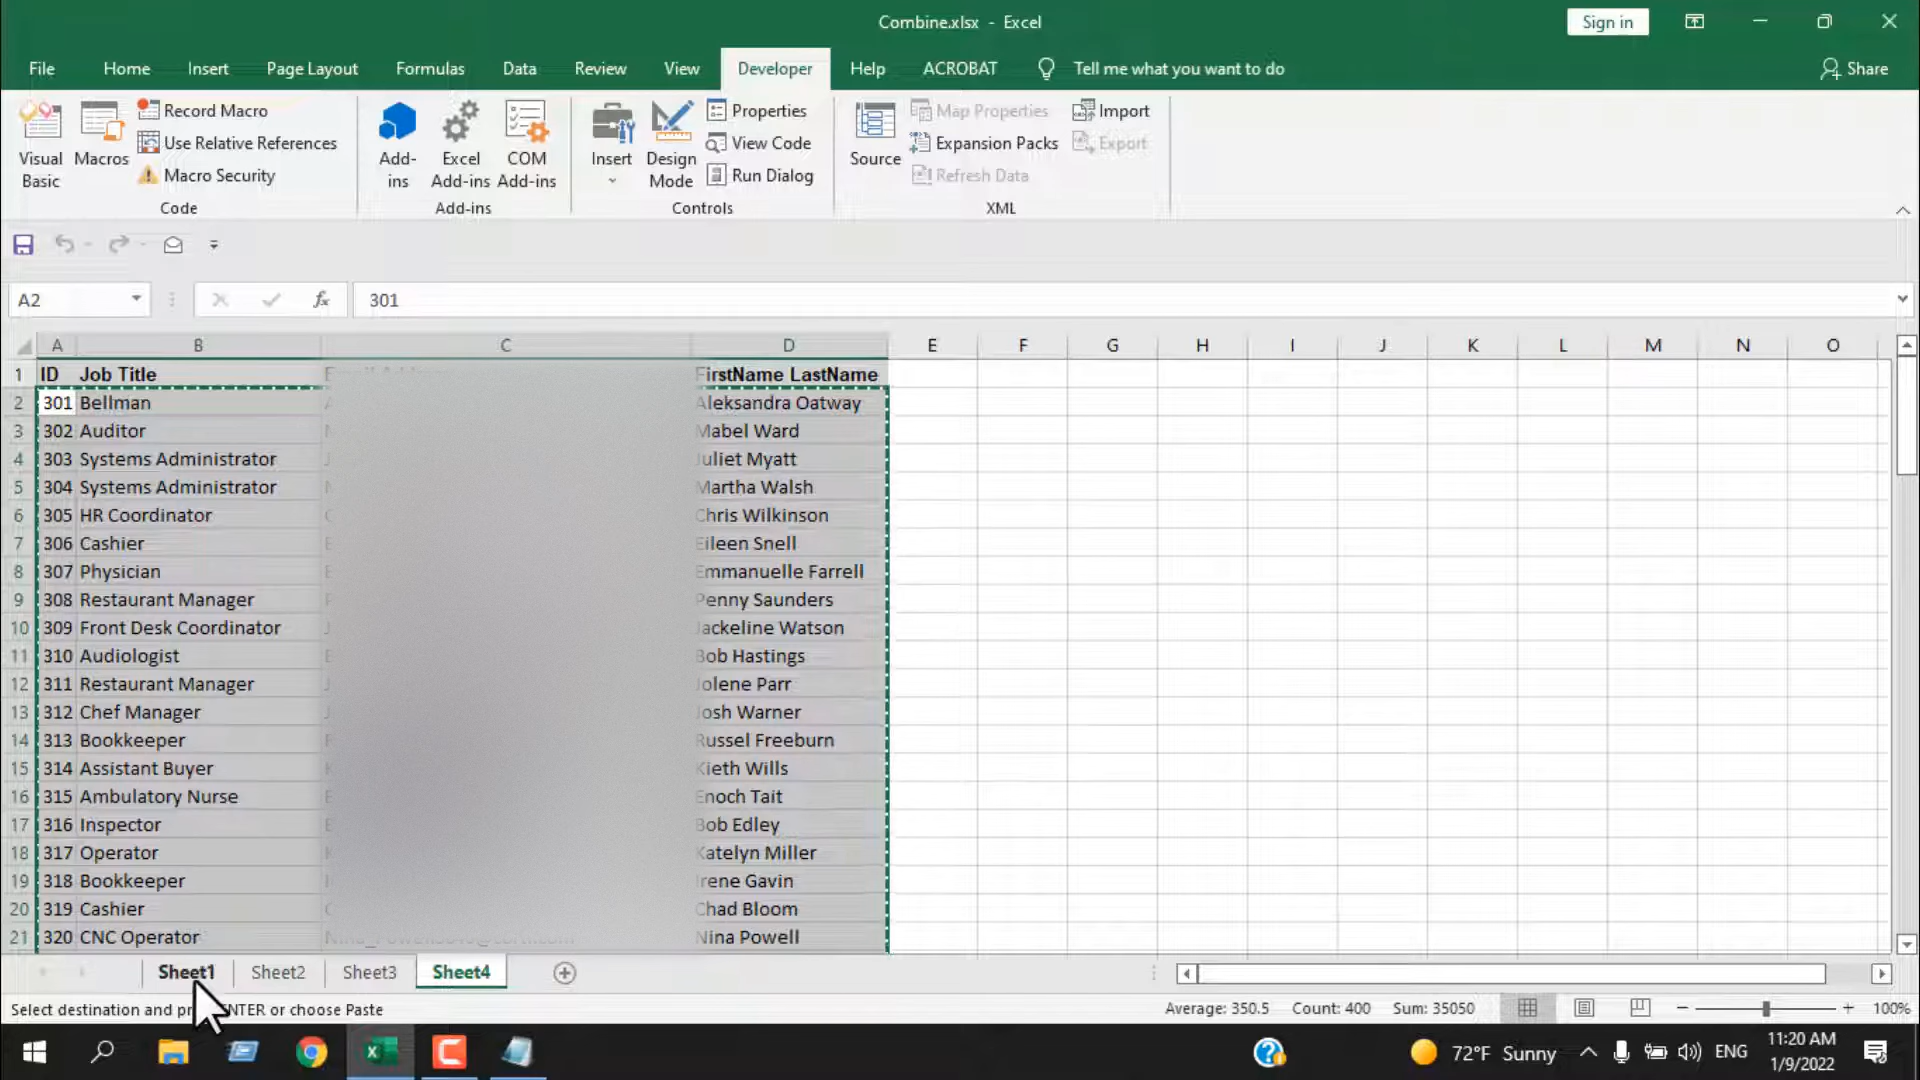 Combine.xlsx - Excel
Sign in
File Home Insert Page Layout Formulas Data Review View Developer Help ACROBAT Tell me what you want to do Share
Visual Basic
Macros
Record Macro
Use Relative References
Macro Security
Code
Add-ins
Excel Add-ins
COM Add-ins
Add-ins
Insert
Design Mode
Properties
View Code
Run Dialog
Controls
Source
Map Properties
Expansion Packs
Refresh Data
Import
Export
XML
A2 fx 301
A B C D E F G H I J K L M N O
1 ID Job Title FirstName LastName
2 301 Bellman Aleksandra Oatway
3 302 Auditor Mabel Ward
4 303 Systems Administrator Juliet Myatt
5 304 Systems Administrator Martha Walsh
6 305 HR Coordinator Chris Wilkinson
7 306 Cashier Eileen Snell
8 307 Physician Emmanuelle Farrell
9 308 Restaurant Manager Penny Saunders
10 309 Front Desk Coordinator Jackeline Watson
11 310 Audiologist Bob Hastings
12 311 Restaurant Manager Jolene Parr
13 312 Chef Manager Josh Warner
14 313 Bookkeeper Russel Freeburn
15 314 Assistant Buyer Kieth Wills
16 315 Ambulatory Nurse Enoch Tait
17 316 Inspector Bob Edley
18 317 Operator Katelyn Miller
19 318 Bookkeeper Irene Gavin
20 319 Cashier Chad Bloom
21 320 CNC Operator Nina Powell
Sheet1 Sheet2 Sheet3 Sheet4
Select destination and ENTER or choose Paste
Average: 350.5 Count: 400 Sum: 35050 100%
72°F Sunny ENG
11:20 AM
1/9/2022